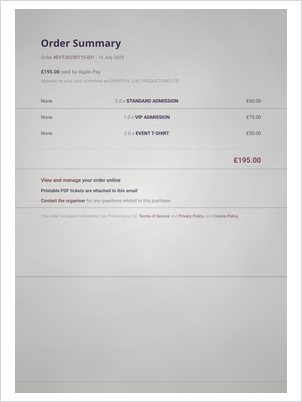 Order Summary
Order #EVT-20230715-001 - 15 July 2023
£195.00 paid by Apple Pay
Appears on your card statement as EVENTFUL LIVE PRODUCTIONS LTD.
None 2.0 x STANDARD ADMISSION £60.00
None 1.0 x VIP ADMISSION £75.00
None 2.0 x EVENT T-SHIRT £50.00
£195.00
View and manage your order online
Printable PDF tickets are attached to this email
Contact the organiser for any questions related to this purchase.
This order is subject to Eventful Live Productions Ltd. Terms of Service and Privacy Policy, and Cookie Policy